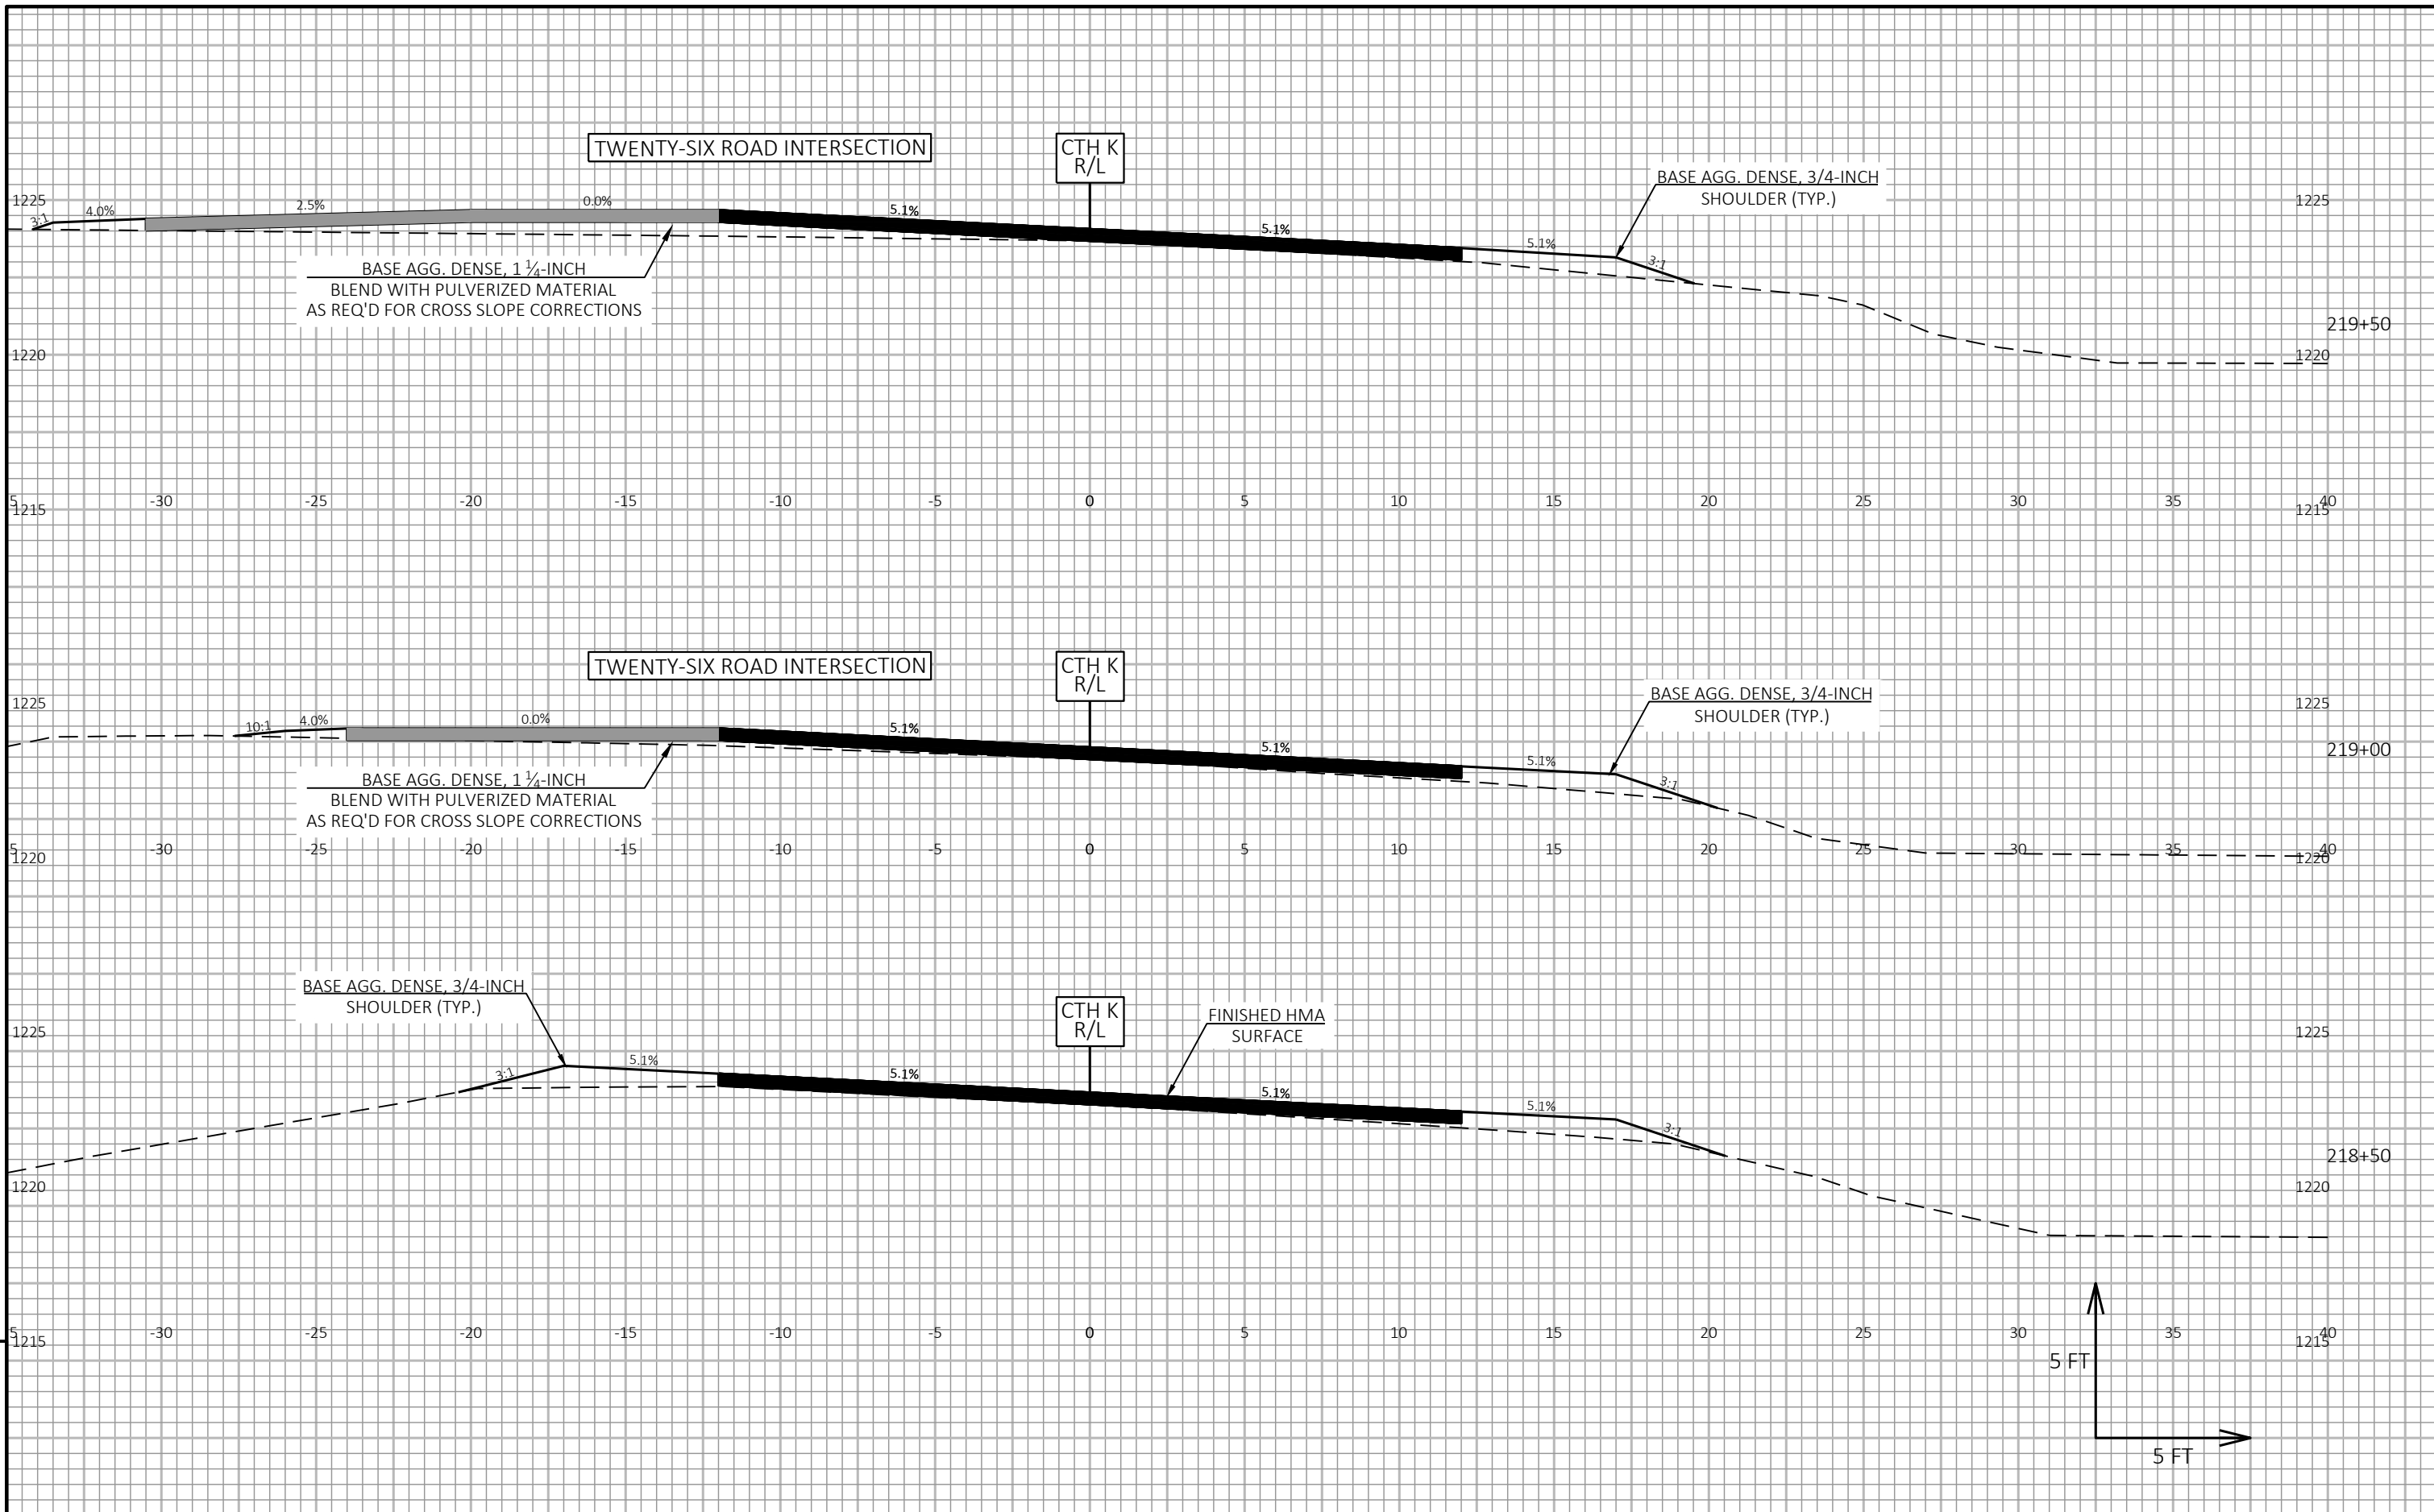 TWENTY-SIX ROAD INTERSECTION
CTH K
R/L
BASE AGG. DENSE, 3/4-INCH
SHOULDER (TYP.)
1225
3:1
4.0%
2.5%
0.0%
5.1%
5.1%
5.1%
3:1
1225
BASE AGG. DENSE, 1 ¼-INCH
BLEND WITH PULVERIZED MATERIAL
AS REQ'D FOR CROSS SLOPE CORRECTIONS
219+50
1220
1220
5 -30 -25 -20 -15 -10 -5 0 5 10 15 20 25 30 35 40
1215
1215
TWENTY-SIX ROAD INTERSECTION
CTH K
R/L
BASE AGG. DENSE, 3/4-INCH
SHOULDER (TYP.)
1225
1225
10:1
4.0%
0.0%
5.1%
5.1%
5.1%
3:1
219+00
BASE AGG. DENSE, 1 ¼-INCH
BLEND WITH PULVERIZED MATERIAL
AS REQ'D FOR CROSS SLOPE CORRECTIONS
5 -30 -25 -20 -15 -10 -5 0 5 10 15 20 25 30 35 40
1220
1220
BASE AGG. DENSE, 3/4-INCH
SHOULDER (TYP.)
CTH K
R/L
FINISHED HMA
SURFACE
1225
1225
3:1
5.1%
5.1%
5.1%
5.1%
3:1
218+50
1220
1220
5 -30 -25 -20 -15 -10 -5 0 5 10 15 20 25 30 35 40
1215
1215
5 FT
5 FT